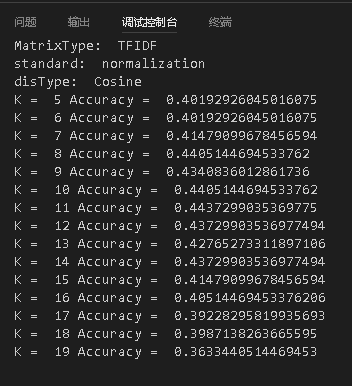 问题 输出 调试控制台 终端
MatrixType:  TFIDF
standard:  normalization
disType:  Cosine
K =  5 Accuracy =  0.40192926045016075
K =  6 Accuracy =  0.40192926045016075
K =  7 Accuracy =  0.41479099678456594
K =  8 Accuracy =  0.4405144694533762
K =  9 Accuracy =  0.4340836012861736
K =  10 Accuracy =  0.4405144694533762
K =  11 Accuracy =  0.4437299035369775
K =  12 Accuracy =  0.43729903536977494
K =  13 Accuracy =  0.42765273311897106
K =  14 Accuracy =  0.43729903536977494
K =  15 Accuracy =  0.41479099678456594
K =  16 Accuracy =  0.40514469453376206
K =  17 Accuracy =  0.39228295819935693
K =  18 Accuracy =  0.3987138263665595
K =  19 Accuracy =  0.3633440514469453